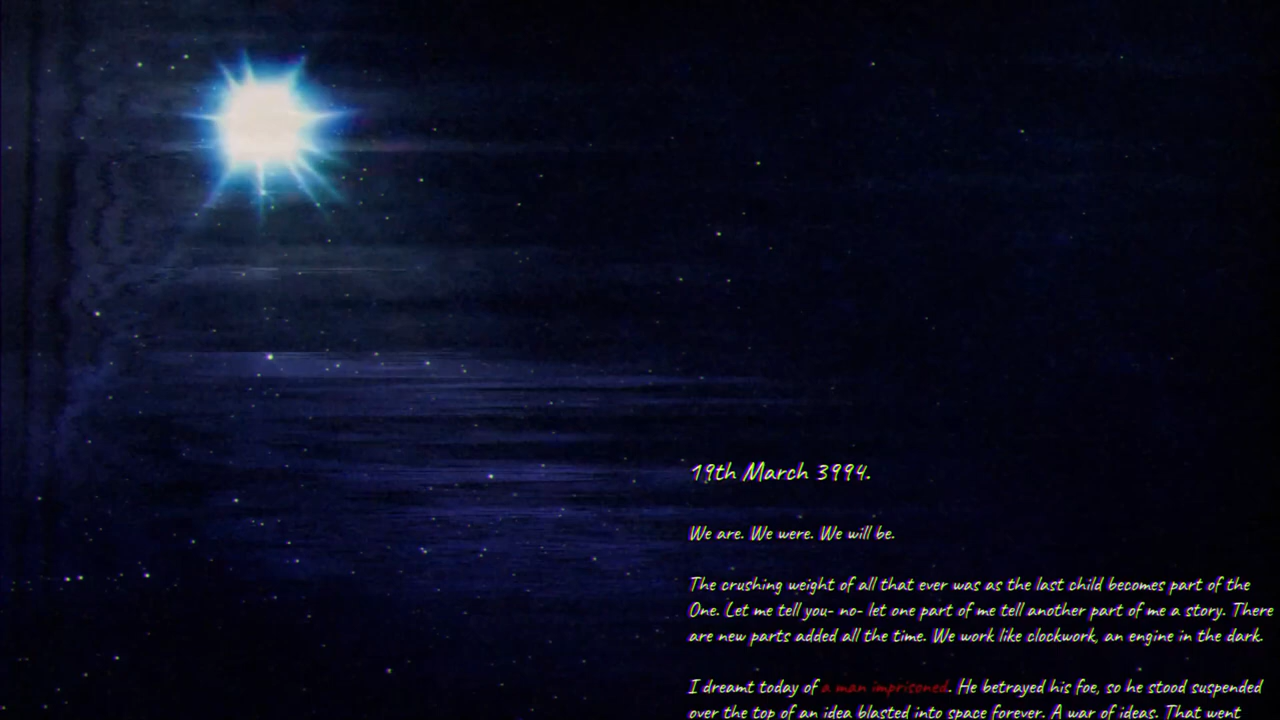 19th March 3994.
We are. We were. We will be.
The crushing weight of all that ever was as the last child becomes part of the
One. Let me tell you- no- let one part of me tell another part of me a story. There
are new parts added all the time. We work like clockwork, an engine in the dark.
I dreamt today of a man imprisoned. He betrayed his foe, so he stood suspended
over the top of an idea blasted into space forever. A war of ideas. That went